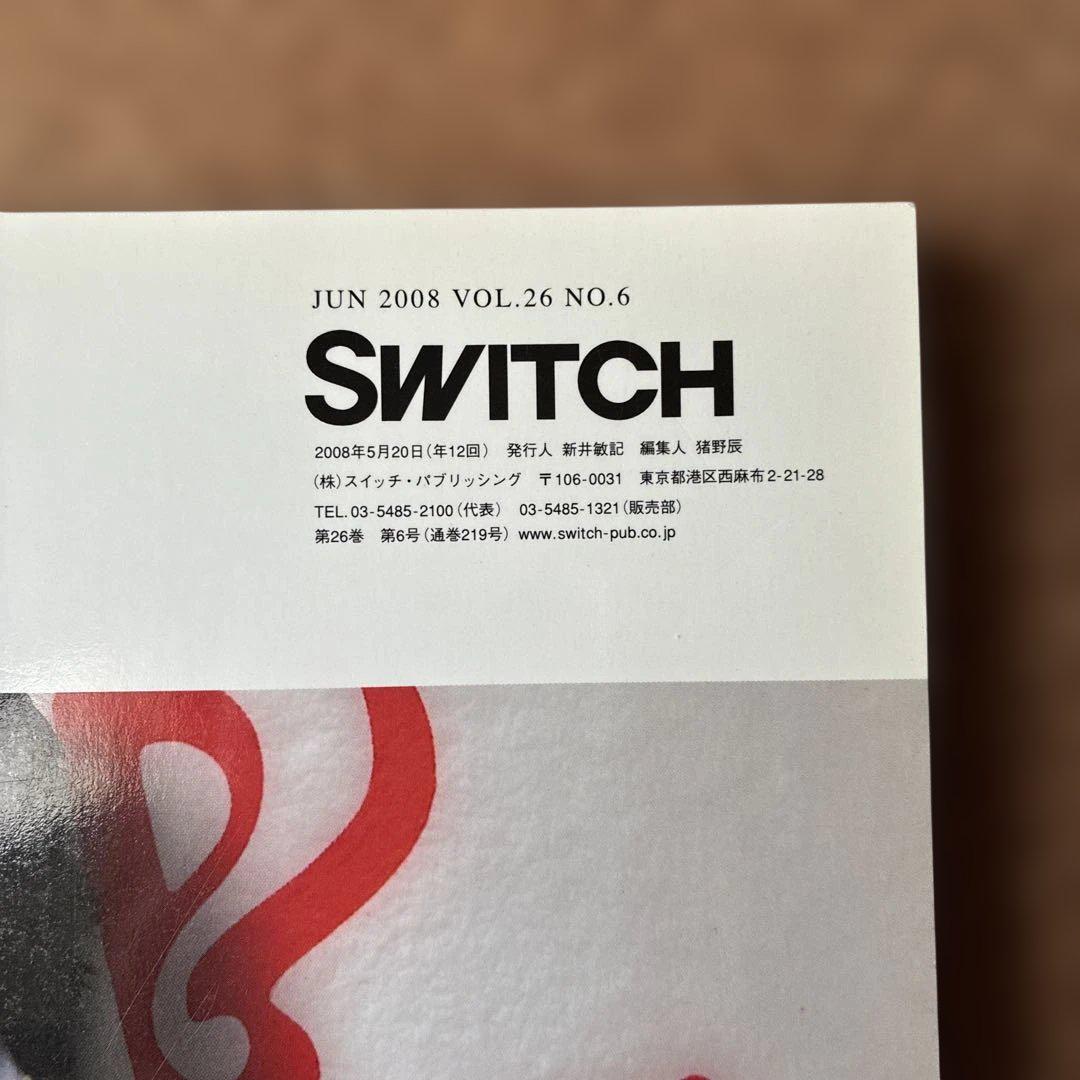 JUN 2008 VOL.26 NO.6
SWITCH
2008年5月20日(年12回) 発行人 新井敏記 編集人 猪野辰
(株)スイッチ・パブリッシング 〒106-0031 東京都港区西麻布2-21-28
TEL.03-5485-2100(代表) 03-5485-1321(販売部)
第26巻 第6号(通巻219号) www.switch-pub.co.jp